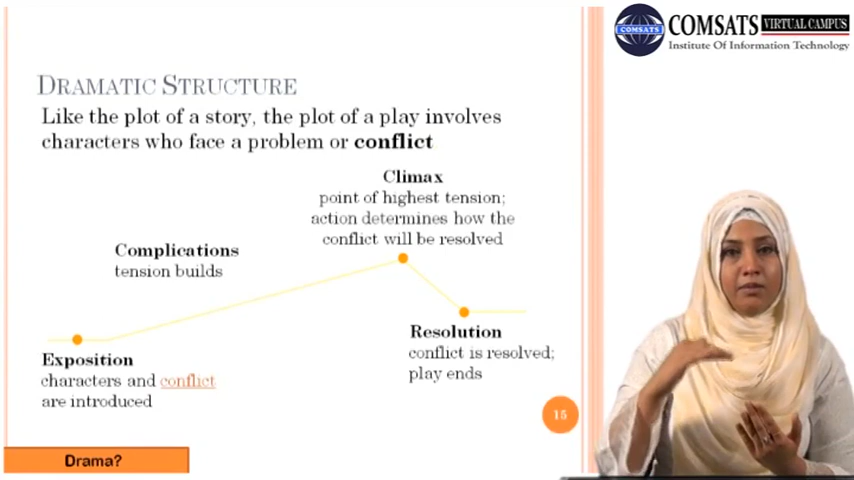 COMSATS
COMSATS VIRTUAL CAMPUS
Institute Of Information Technology
DRAMATIC STRUCTURE
Like the plot of a story, the plot of a play involves
characters who face a problem or conflict
Climax
point of highest tension;
action determines how the
conflict will be resolved
Complications
tension builds
Exposition
characters and conflict
are introduced
Resolution
conflict is resolved;
play ends
15
Drama?